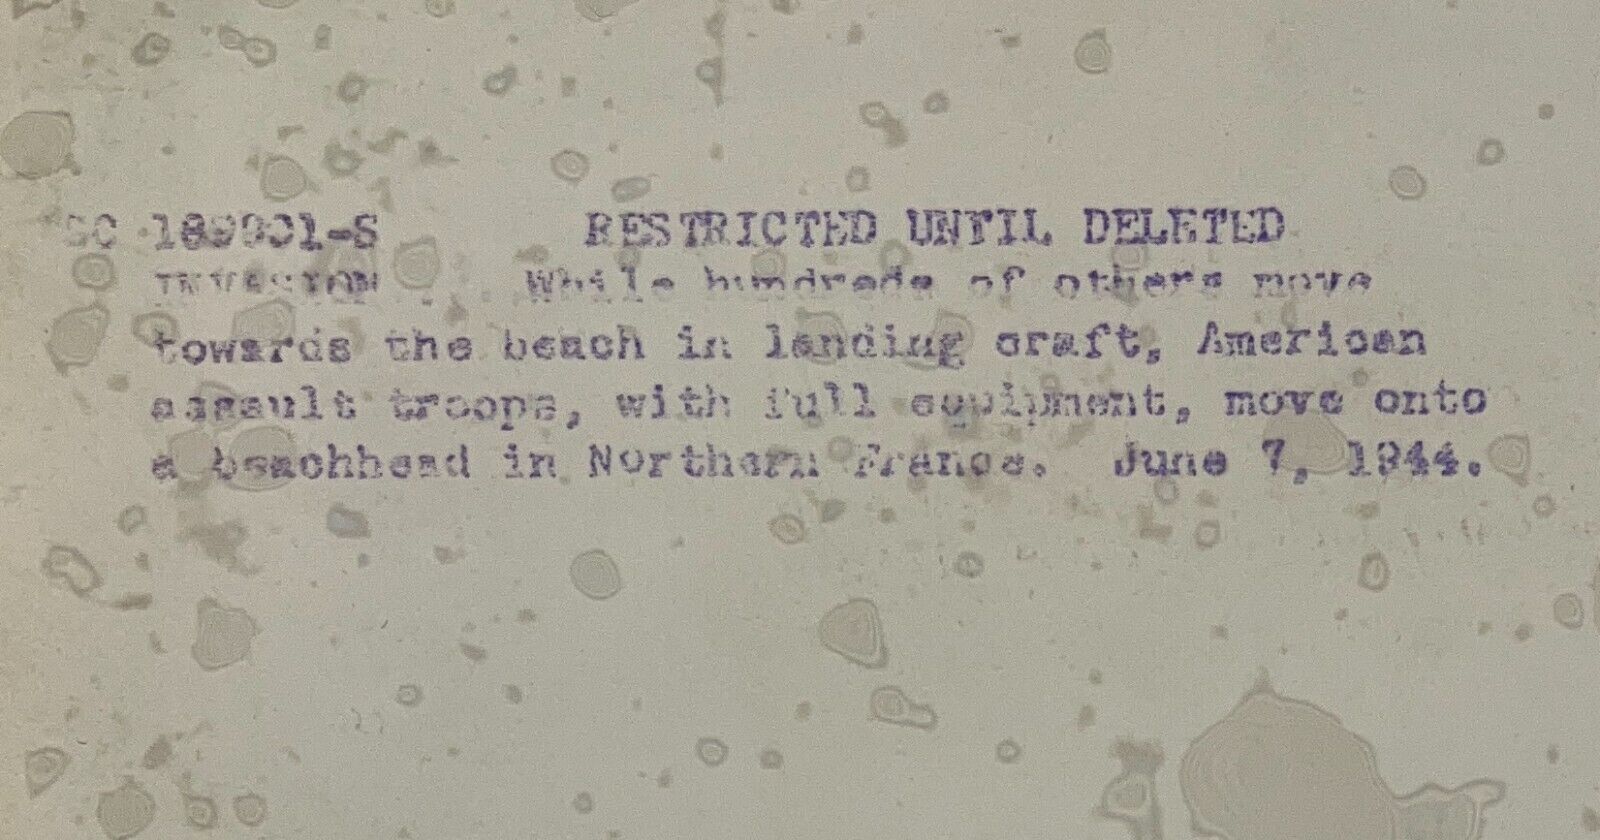 SC 189901-S RESTRICTED UNTIL DELETED
INVASION . . . While hundreds of others move
towards the beach in landing craft, American
assault troops, with full equipment, move onto
a beachhead in Northern France. June 7, 1944.